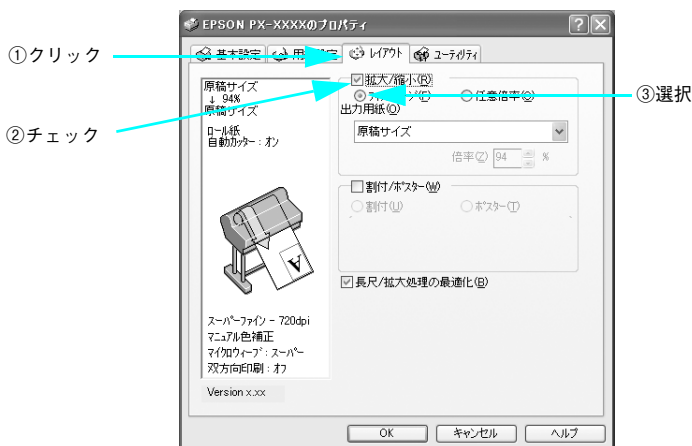 EPSON PX-XXXXのプロパティ
①クリック
基本設定
レイアウト
ユーティリティ
原稿サイズ
↓ 94%
原稿サイズ
ロール紙
自動カッター：オン
②チェック
拡大/縮小(R)
③選択
任意倍率(O)
出力用紙(O)
原稿サイズ
倍率(Z) 94 %
割付/ポスター(W)
割付(U)
ポスター(T)
A
長尺/拡大処理の最適化(B)
スーパーファイン - 720dpi
マニュアル色補正
マイクロウィーブ：スーパー
双方向印刷：オフ
Version x.xx
OK
キャンセル
ヘルプ